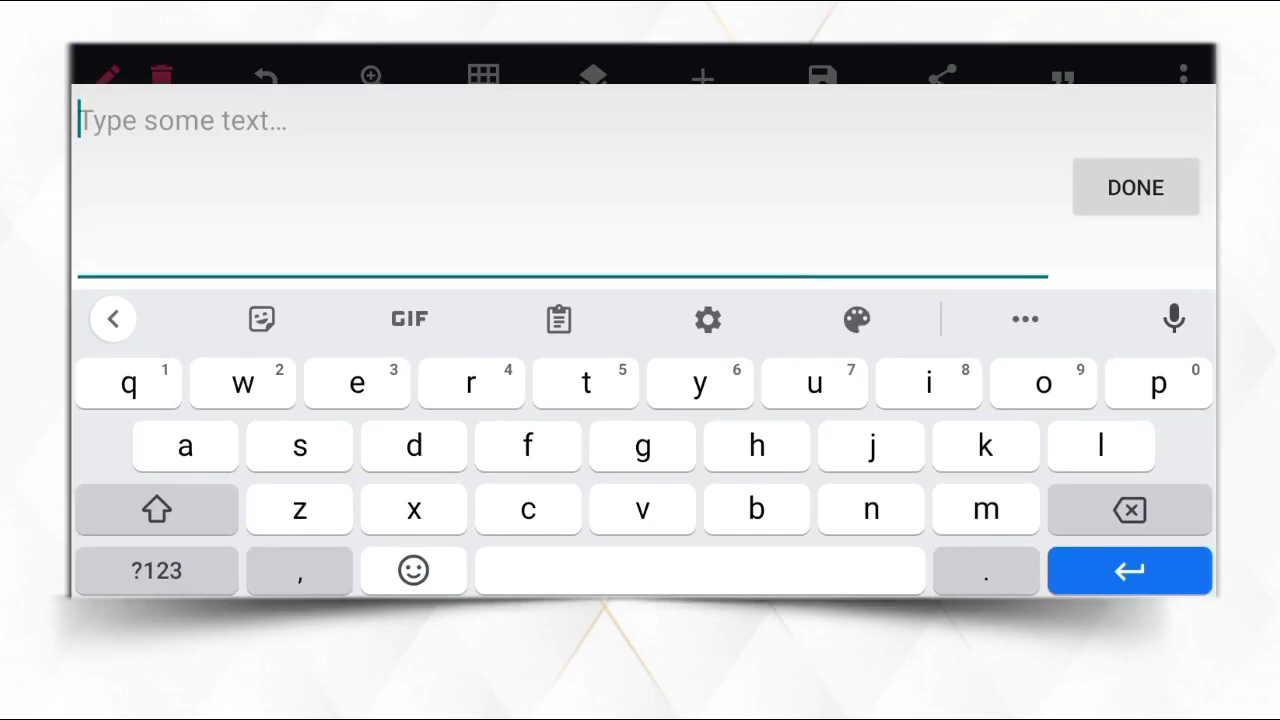 Type some text...
DONE
GIF
q 1 w 2 e 3 r 4 t 5 y 6 u 7 i 8 o 9 p 0
a s d f g h j k l
z x c v b n m
?123 , .